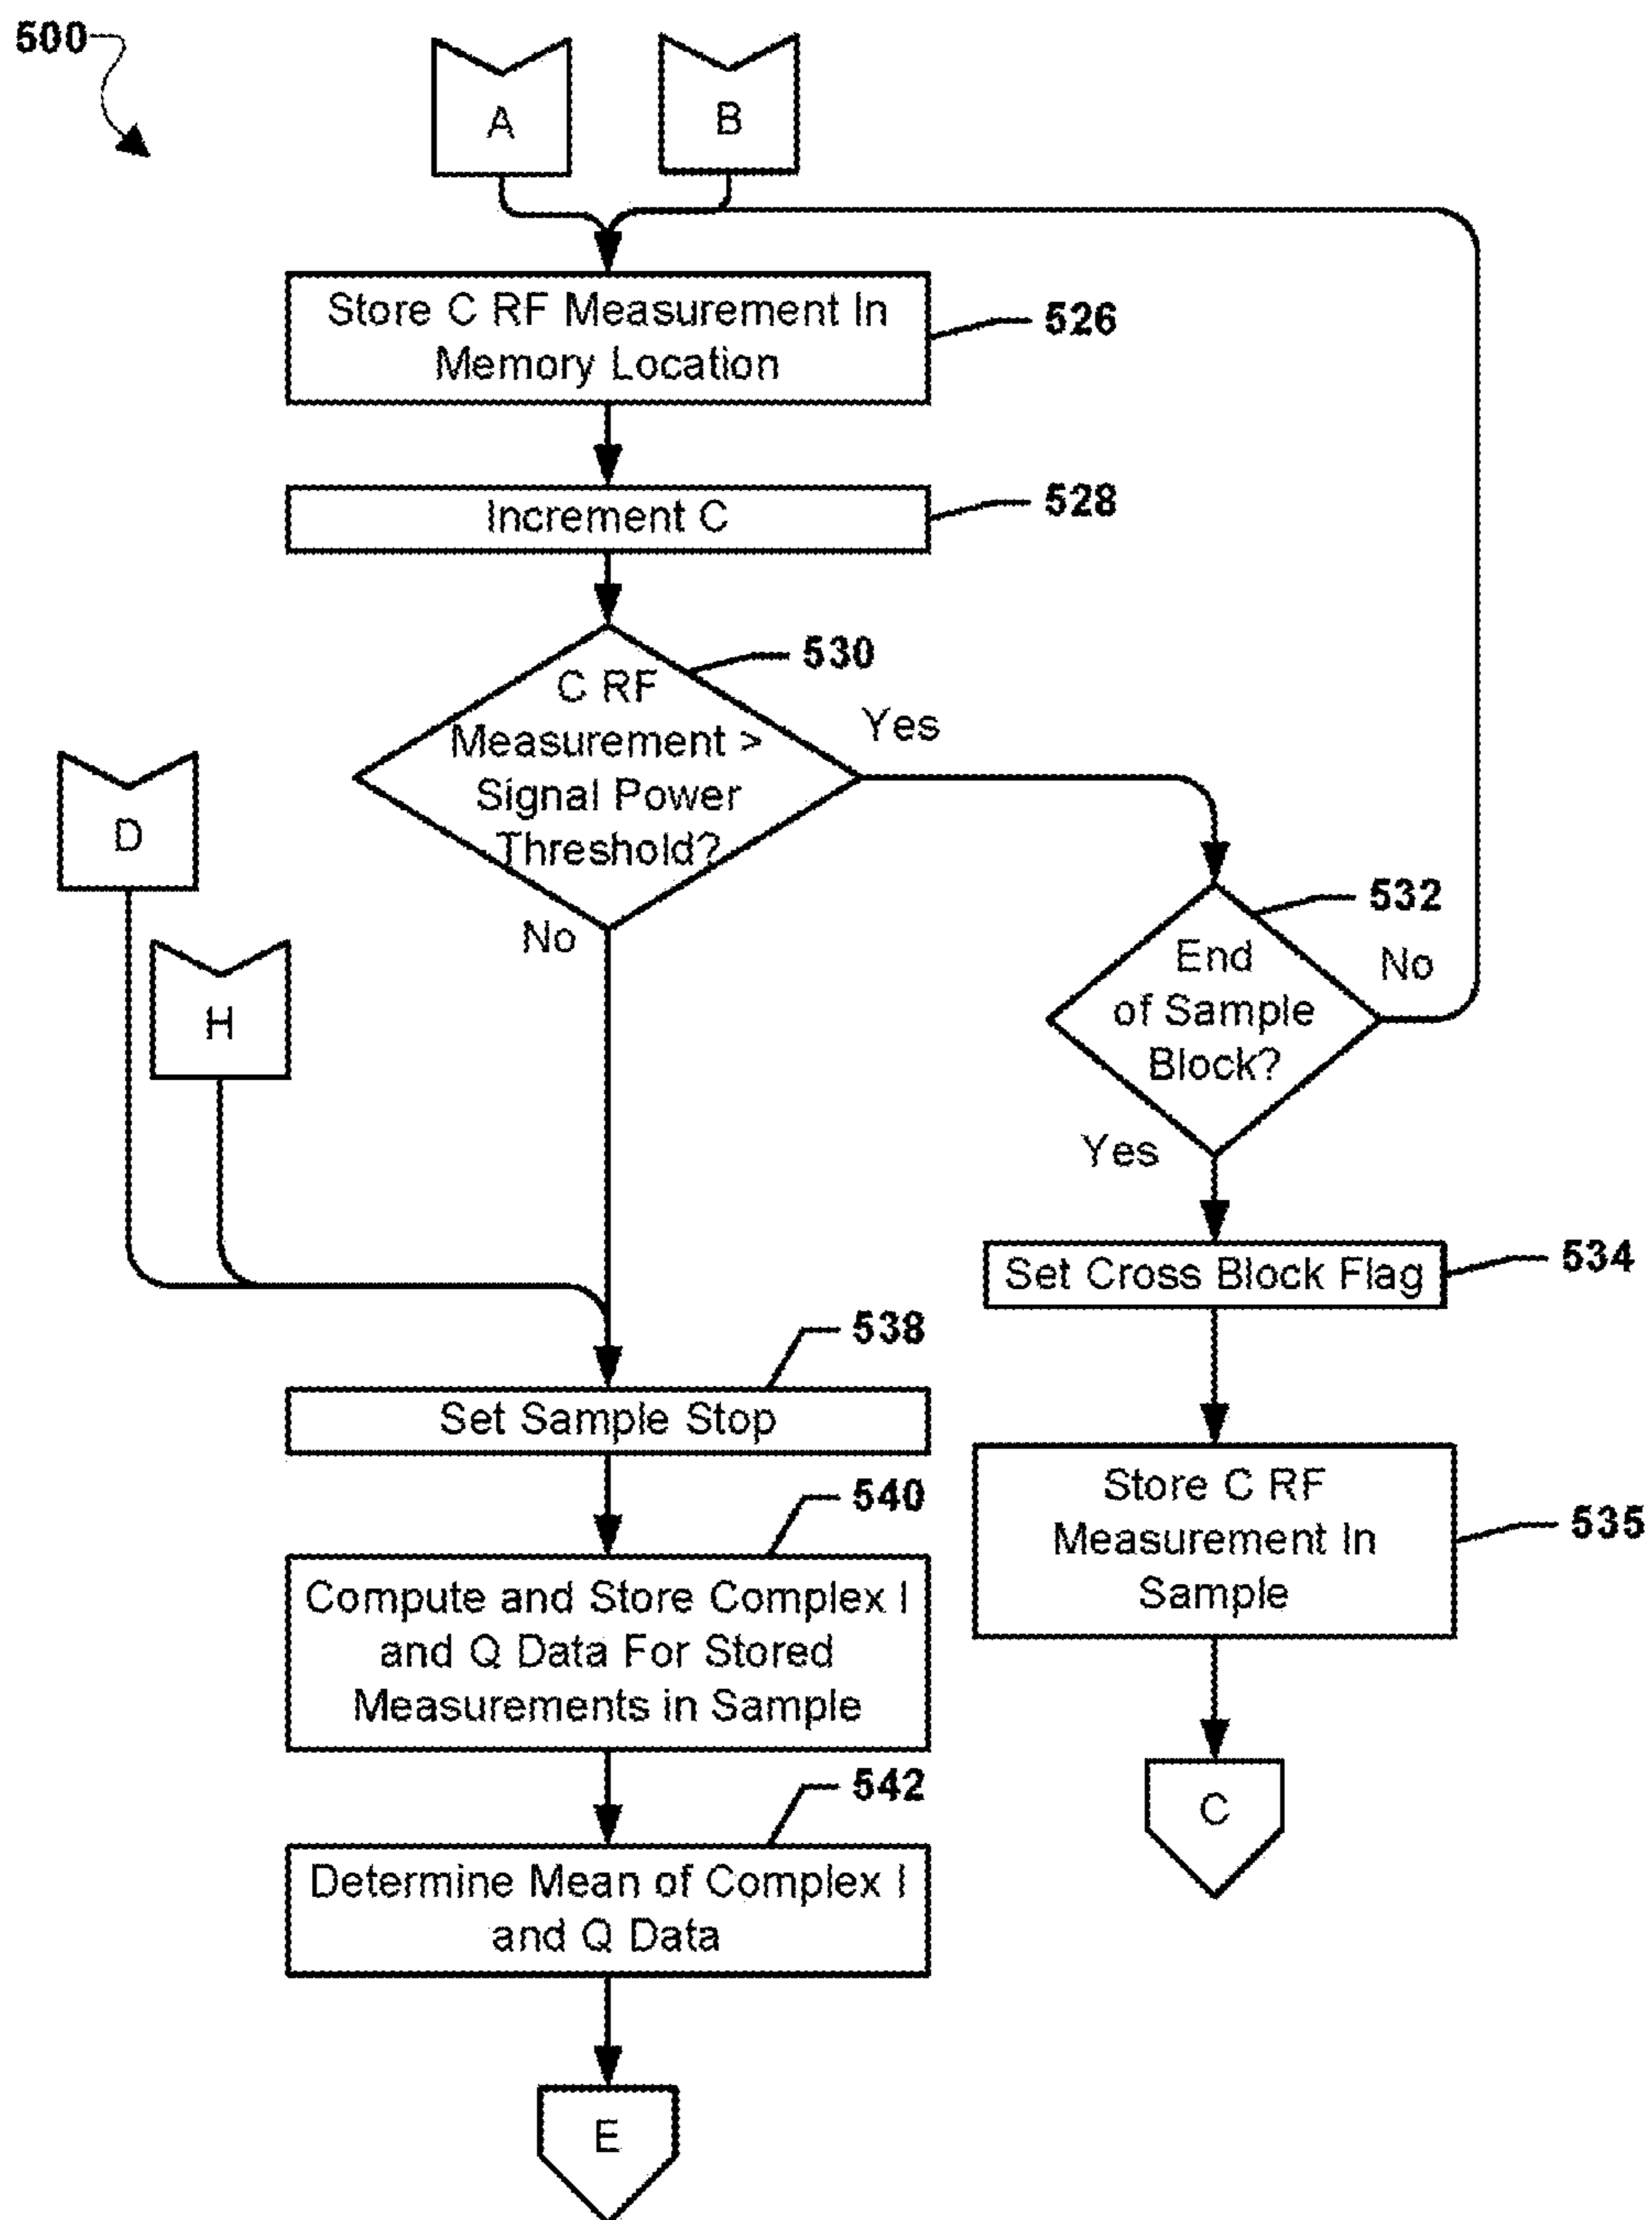 500
A
B
Store C RF Measurement In
Memory Location
526
Increment C
528
530
C RF
Measurement >
Signal Power
Threshold?
Yes
No
D
H
532
End
of Sample
Block?
No
Yes
Set Cross Block Flag
534
538
Set Sample Stop
Store C RF
Measurement In
Sample
535
540
Compute and Store Complex I
and Q Data For Stored
Measurements in Sample
C
542
Determine Mean of Complex I
and Q Data
E